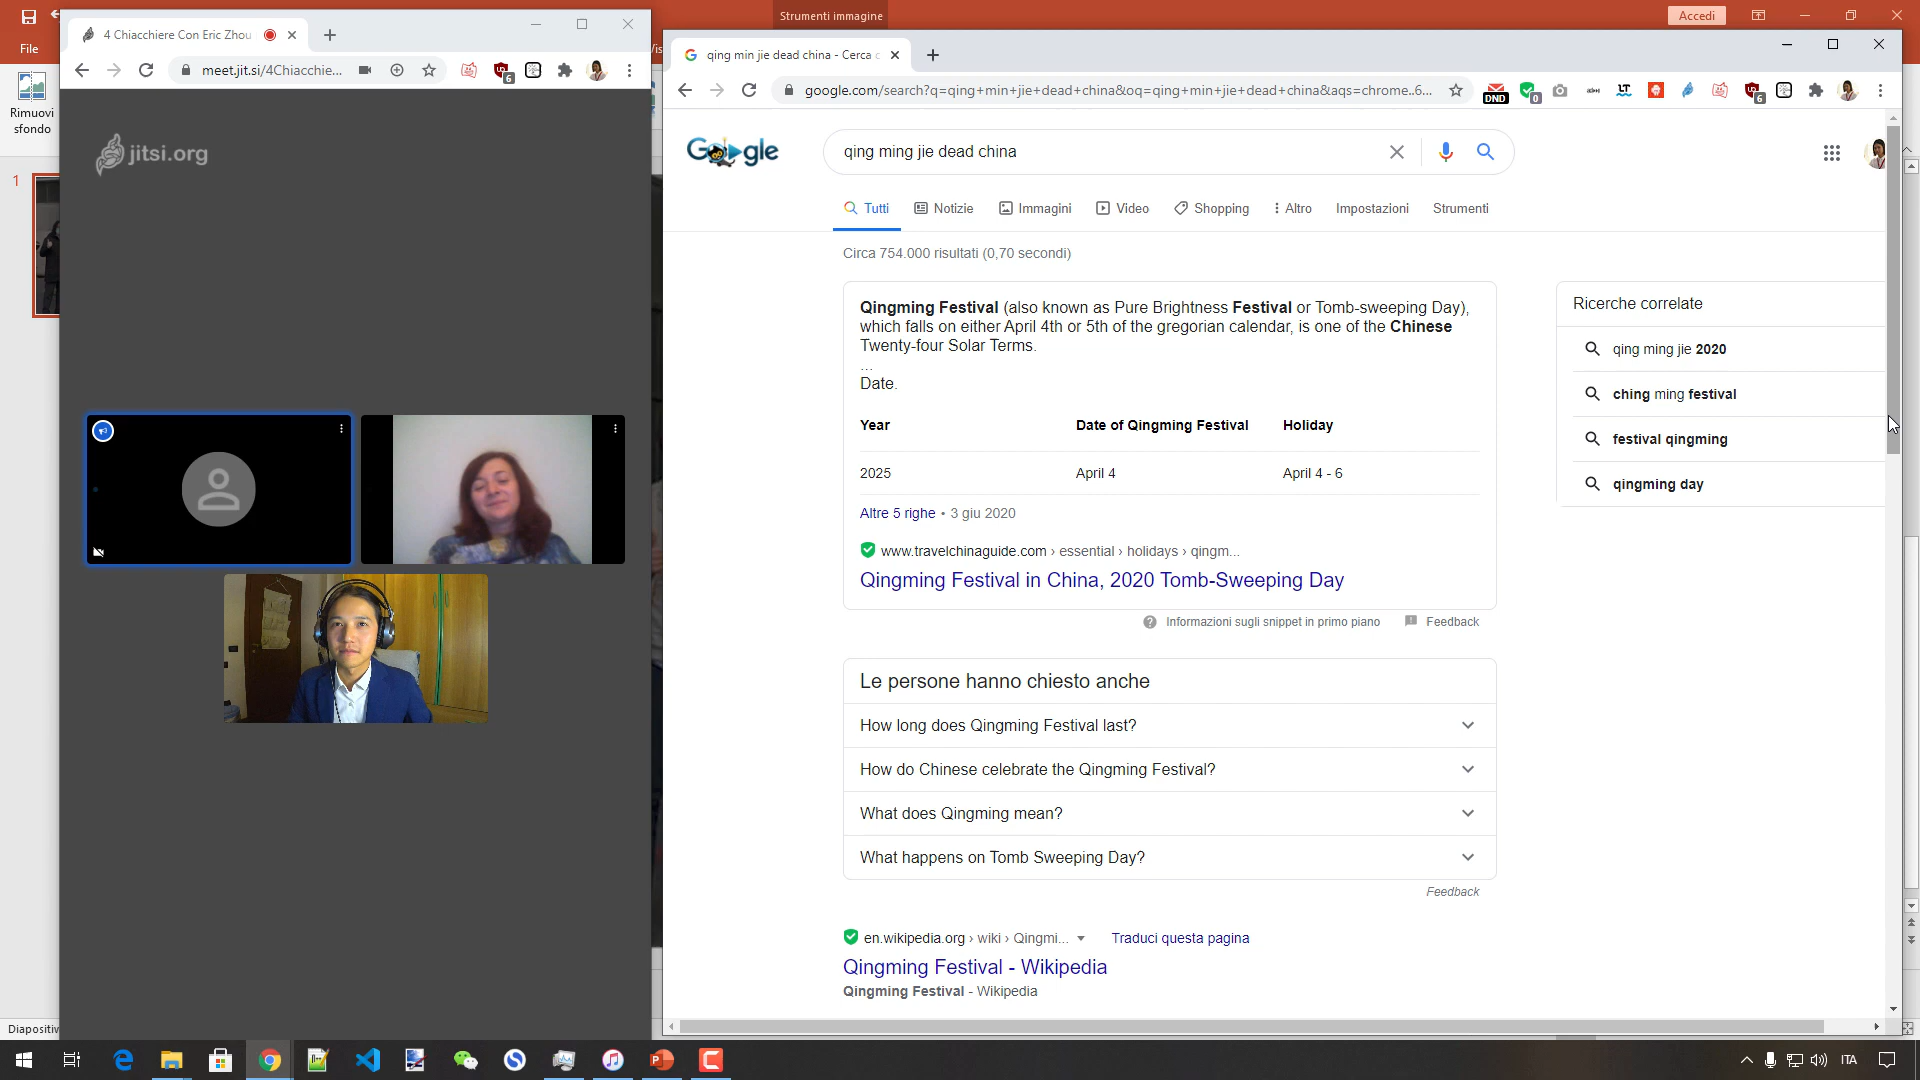 Strumenti immagine
Accedi
File
Rimuovi
sfondo
1
Diapositiv
4 Chiacchiere Con Eric Zhou
meet.jit.si/4Chiacchie...
6
jitsi.org
qing min jie dead china - Cerca
google.com/search?q=qing+min+jie+dead+china&oq=qing+min+jie+dead+china&aqs=chrome..6...
DND
0
LT
6
Google
qing ming jie dead china
Tutti
Notizie
Immagini
Video
Shopping
Altro
Impostazioni
Strumenti
Circa 754.000 risultati (0,70 secondi)
Qingming Festival (also known as Pure Brightness Festival or Tomb-sweeping Day),
which falls on either April 4th or 5th of the gregorian calendar, is one of the Chinese
Twenty-four Solar Terms.
...
Date.
Year Date of Qingming Festival Holiday
2025 April 4 April 4 - 6
Altre 5 righe • 3 giu 2020
www.travelchinaguide.com › essential › holidays › qingm...
Qingming Festival in China, 2020 Tomb-Sweeping Day
Informazioni sugli snippet in primo piano
Feedback
Le persone hanno chiesto anche
How long does Qingming Festival last?
How do Chinese celebrate the Qingming Festival?
What does Qingming mean?
What happens on Tomb Sweeping Day?
Feedback
en.wikipedia.org › wiki › Qingmi... Traduci questa pagina
Qingming Festival - Wikipedia
Qingming Festival - Wikipedia
Ricerche correlate
qing ming jie 2020
ching ming festival
festival qingming
qingming day
ITA